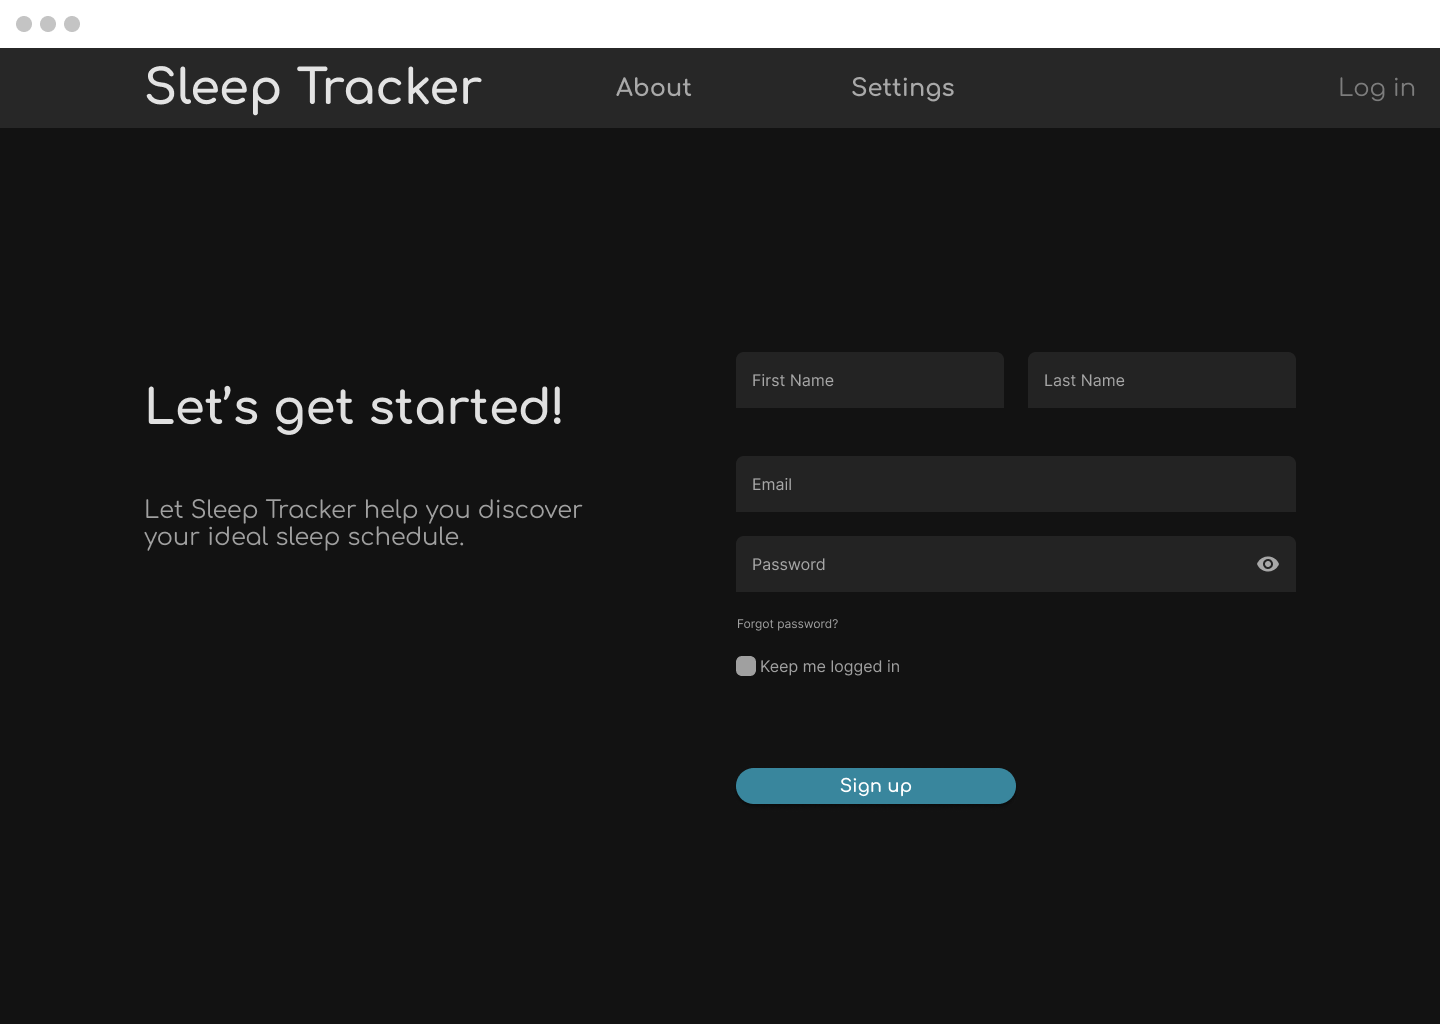 Sleep Tracker
About
Settings
Log in
Let’s get started!
Let Sleep Tracker help you discover
your ideal sleep schedule.
First Name
Last Name
Email
Password
Forgot password?
Keep me logged in
Sign up